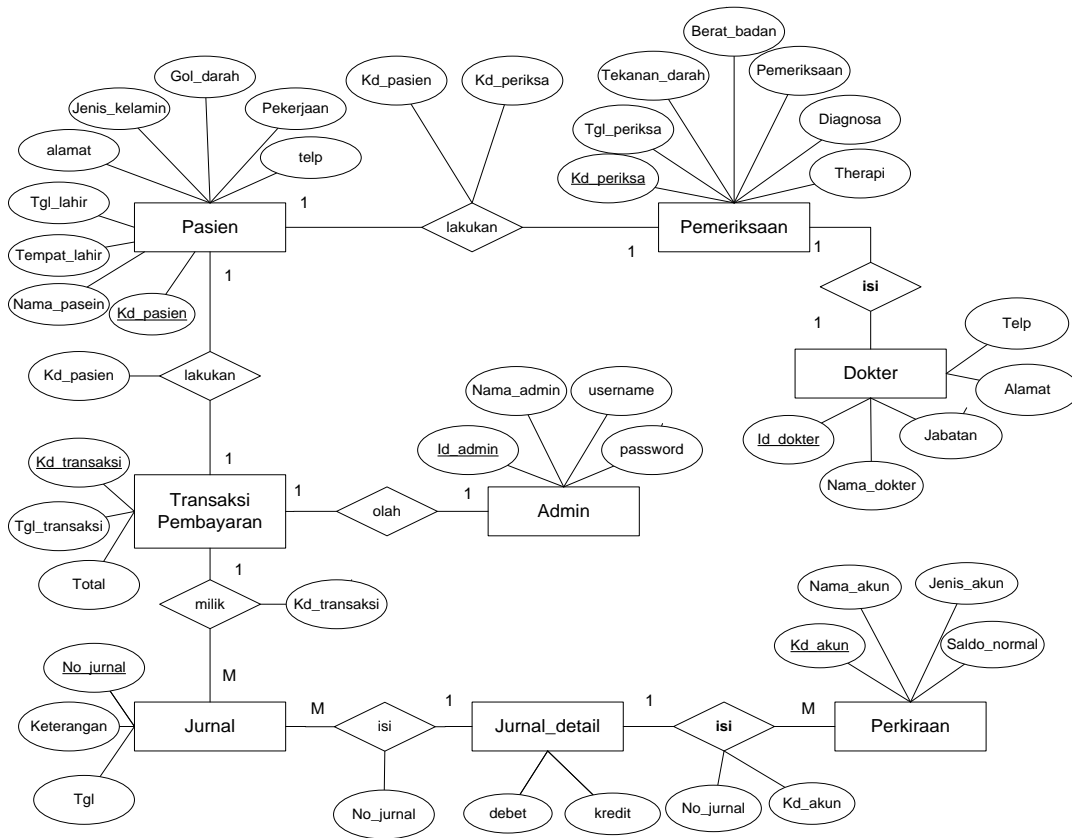 Berat_badan
Gol_darah
Kd_pasien
Kd_periksa
Tekanan_darah
Pemeriksaan
Jenis_kelamin
Pekerjaan
alamat
telp
Tgl_periksa
Diagnosa
Kd_periksa
Therapi
Tgl_lahir
Pasien
1
lakukan
1
Pemeriksaan
1
Tempat_lahir
Nama_pasein
Kd_pasien
1
isi
1
Telp
Dokter
Alamat
Kd_pasien
lakukan
Nama_admin
username
Id_dokter
Jabatan
Nama_dokter
Kd_transaksi
1
Id_admin
password
Transaksi
Pembayaran
1
olah
1
Admin
Tgl_transaksi
Total
1
milik
Kd_transaksi
Nama_akun
Jenis_akun
Kd_akun
Saldo_normal
No_jurnal
M
Keterangan
Jurnal
M
isi
1
Jurnal_detail
1
isi
M
Perkiraan
Tgl
No_jurnal
debet
kredit
No_jurnal
Kd_akun